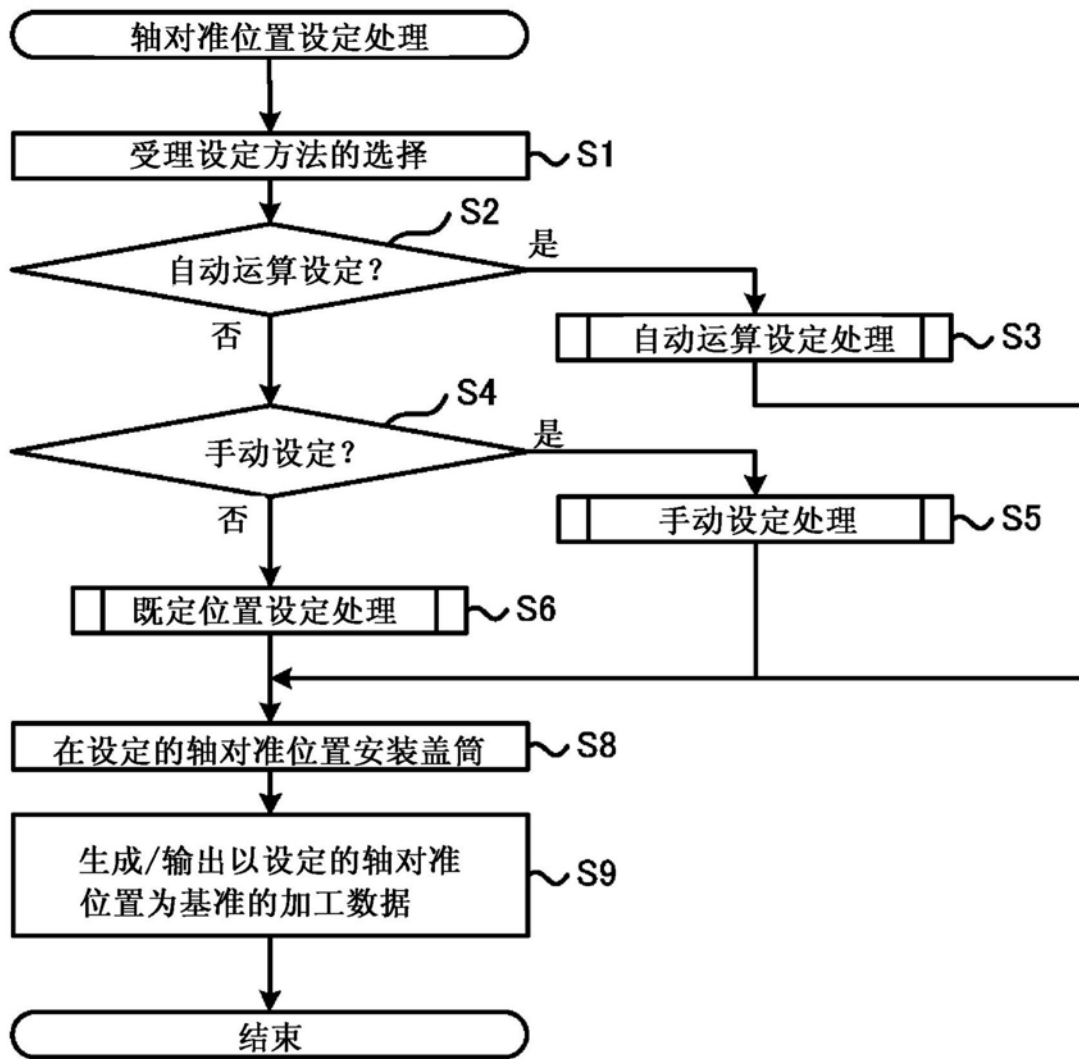 轴对准位置设定处理
受理设定方法的选择
S1
S2
自动运算设定?
是
否
自动运算设定处理
S3
S4
手动设定?
是
否
手动设定处理
S5
既定位置设定处理
S6
在设定的轴对准位置安装盖筒
S8
生成/输出以设定的轴对准
位置为基准的加工数据
S9
结束